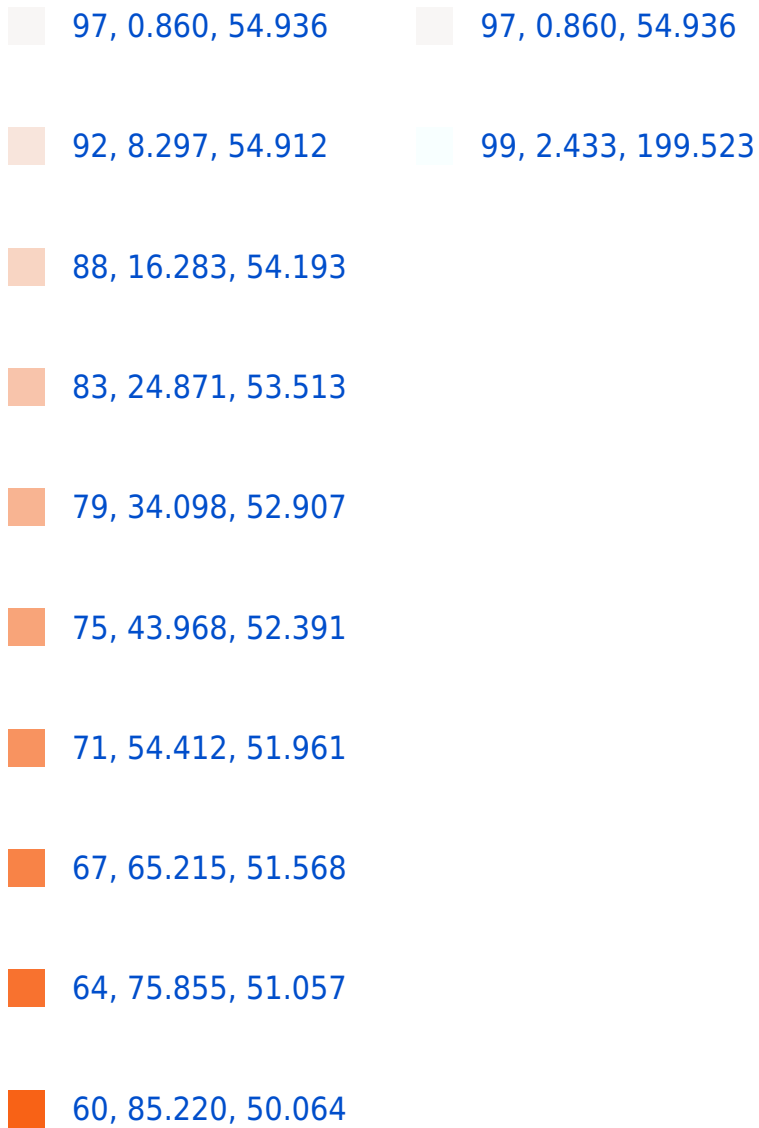 97, 0.860, 54.936
97, 0.860, 54.936
92, 8.297, 54.912
99, 2.433, 199.523
88, 16.283, 54.193
83, 24.871, 53.513
79, 34.098, 52.907
75, 43.968, 52.391
71, 54.412, 51.961
67, 65.215, 51.568
64, 75.855, 51.057
60, 85.220, 50.064